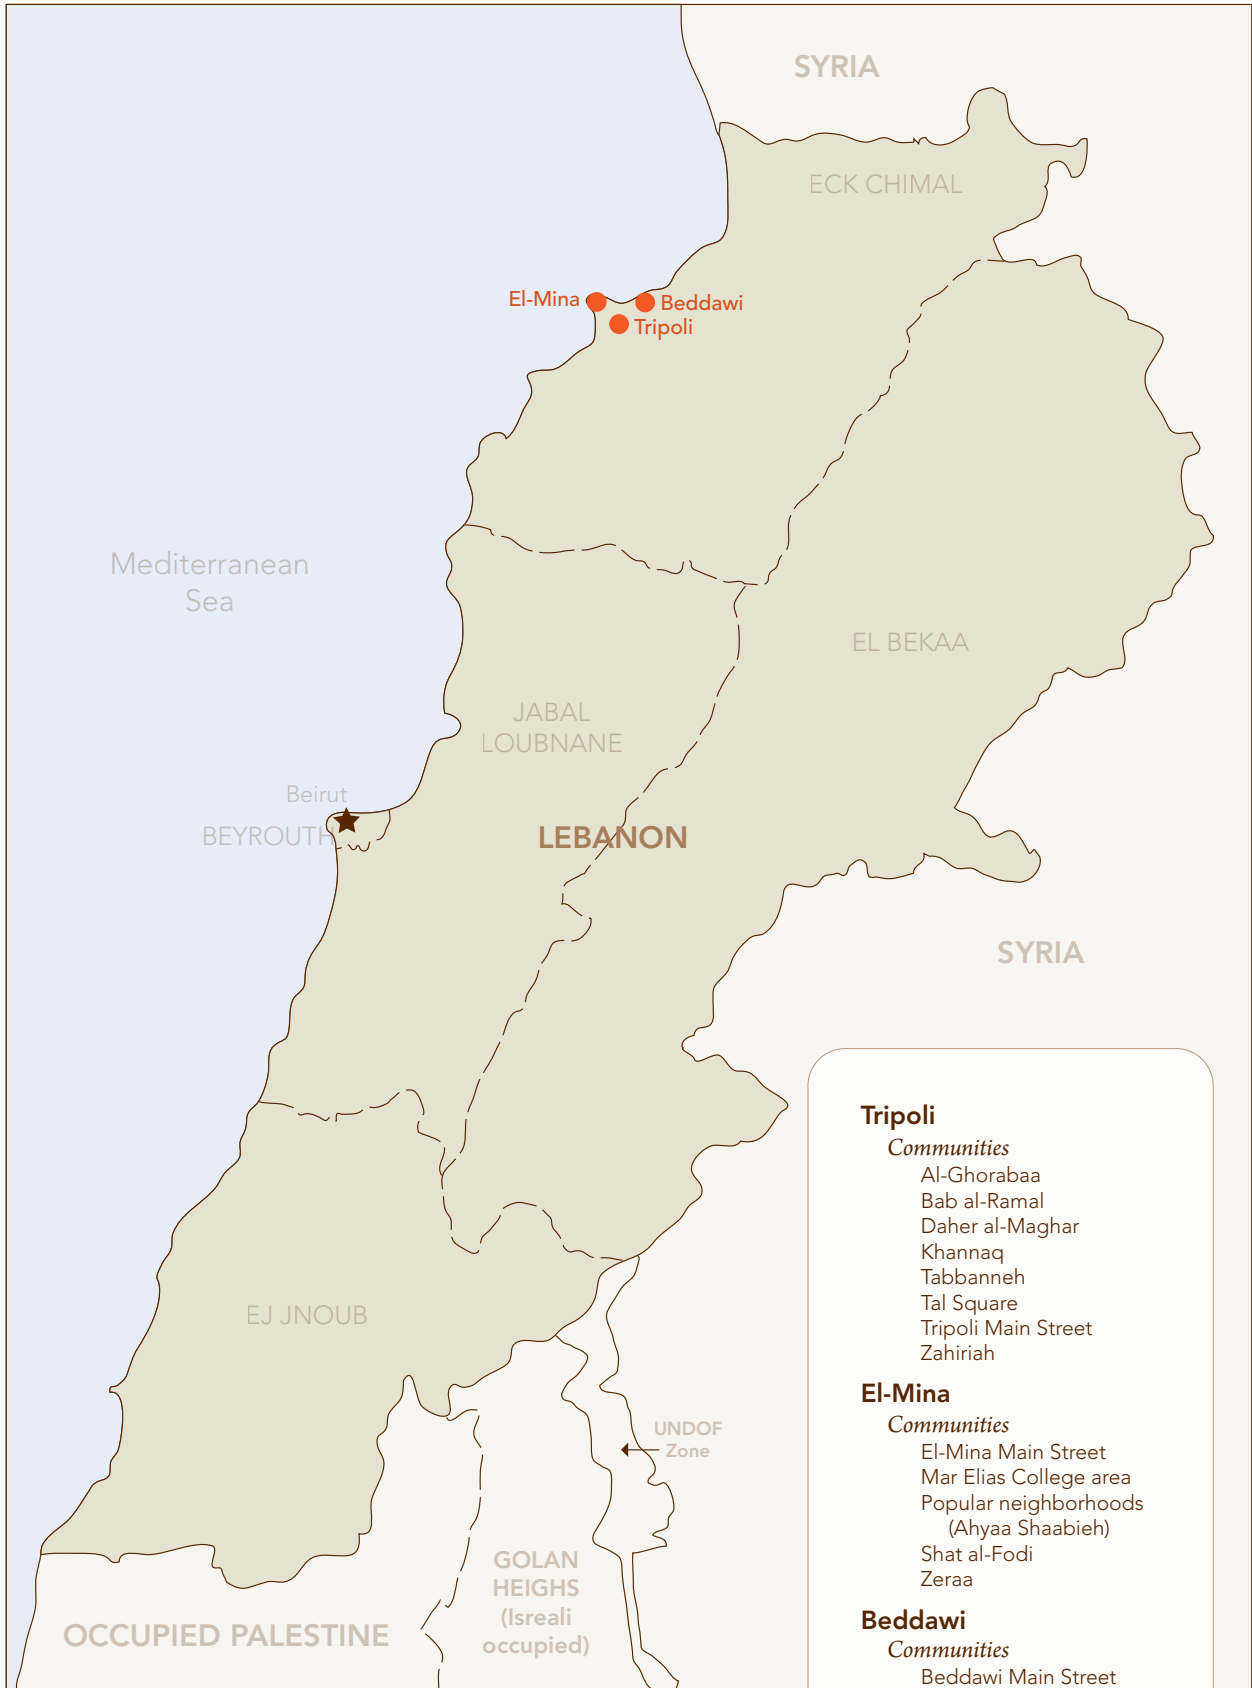 SYRIA
ECK CHIMAL
El-Mina
Beddawi
Tripoli
Mediterranean
Sea
EL BEKAA
JABAL
LOUBNANE
Beirut
BEYROUTH
LEBANON
SYRIA
EJ JNOUB
UNDOF
Zone
GOLAN
HEIGHS
(Isreali
occupied)
OCCUPIED PALESTINE
Tripoli
Communities
Al-Ghorabaa
Bab al-Ramal
Daher al-Maghar
Khannaq
Tabbanneh
Tal Square
Tripoli Main Street
Zahiriah
El-Mina
Communities
El-Mina Main Street
Mar Elias College area
Popular neighborhoods
(Ahyaa Shaabieh)
Shat al-Fodi
Zeraa
Beddawi
Communities
Beddawi Main Street